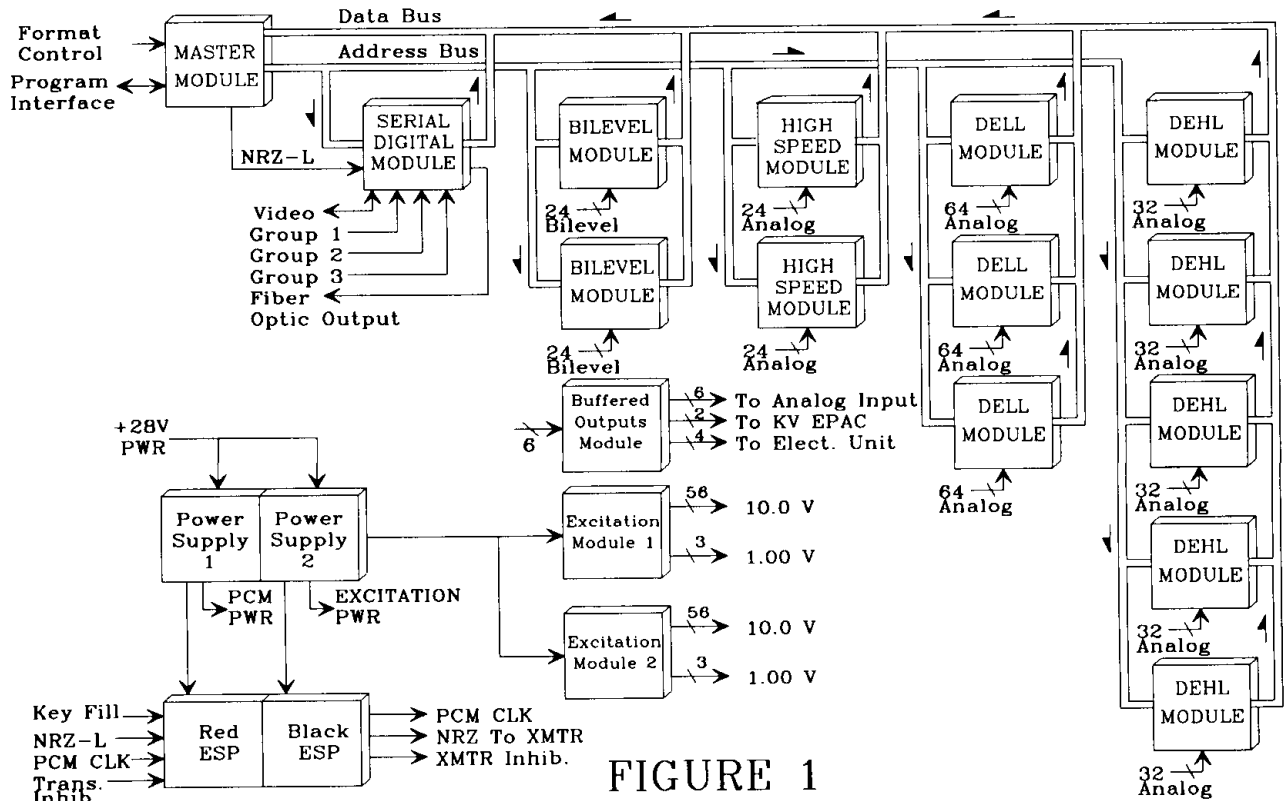 Data Bus
Address Bus
Format
Control
Program
Interface
MASTER
MODULE
NRZ-L
SERIAL
DIGITAL
MODULE
Video
Group 1
Group 2
Group 3
Fiber
Optic Output
BILEVEL
MODULE
24
Bilevel
BILEVEL
MODULE
24
Bilevel
HIGH
SPEED
MODULE
24
Analog
HIGH
SPEED
MODULE
24
Analog
DELL
MODULE
64
Analog
DELL
MODULE
64
Analog
DELL
MODULE
64
Analog
DEHL
MODULE
32
Analog
DEHL
MODULE
32
Analog
DEHL
MODULE
32
Analog
DEHL
MODULE
32
Analog
DEHL
MODULE
32
Analog
6
Buffered
Outputs
Module
6
To Analog Input
2
To KV EPAC
4
To Elect. Unit
+28V
PWR
Power
Supply
1
Power
Supply
2
PCM
PWR
EXCITATION
PWR
Excitation
Module 1
56
10.0 V
3
1.00 V
Excitation
Module 2
56
10.0 V
3
1.00 V
Key Fill
NRZ-L
PCM CLK
Trans.
Inhib.
Red
ESP
Black
ESP
PCM CLK
NRZ To XMTR
XMTR Inhib.
FIGURE 1